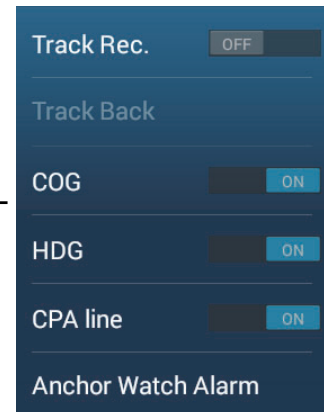 Track Rec. OFF
Track Back
COG ON
HDG ON
CPA line ON
Anchor Watch Alarm